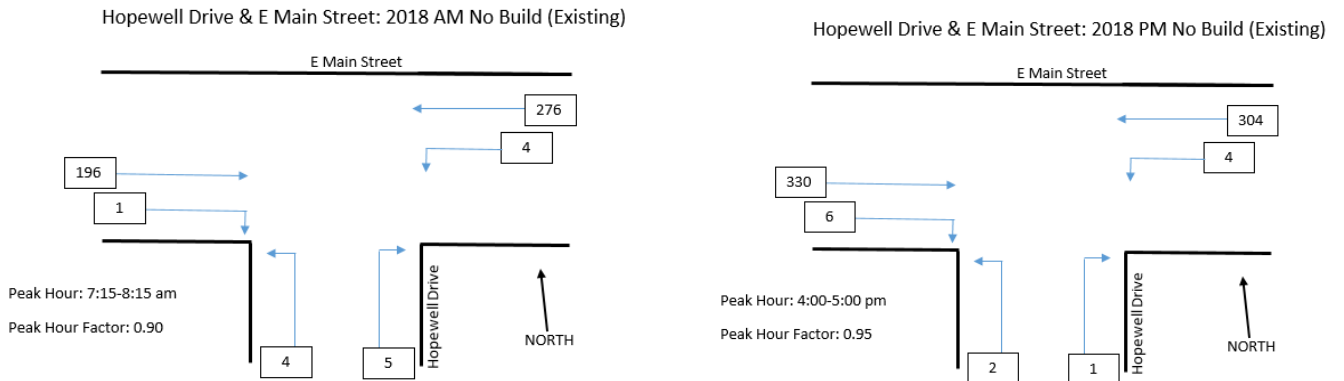 Hopewell Drive & E Main Street: 2018 AM No Build (Existing)
E Main Street
276
4
196
1
Peak Hour: 7:15-8:15 am
Peak Hour Factor: 0.90
Hopewell Drive
NORTH
4
5
Hopewell Drive & E Main Street: 2018 PM No Build (Existing)
E Main Street
304
4
330
6
Peak Hour: 4:00-5:00 pm
Peak Hour Factor: 0.95
Hopewell Drive
NORTH
2
1